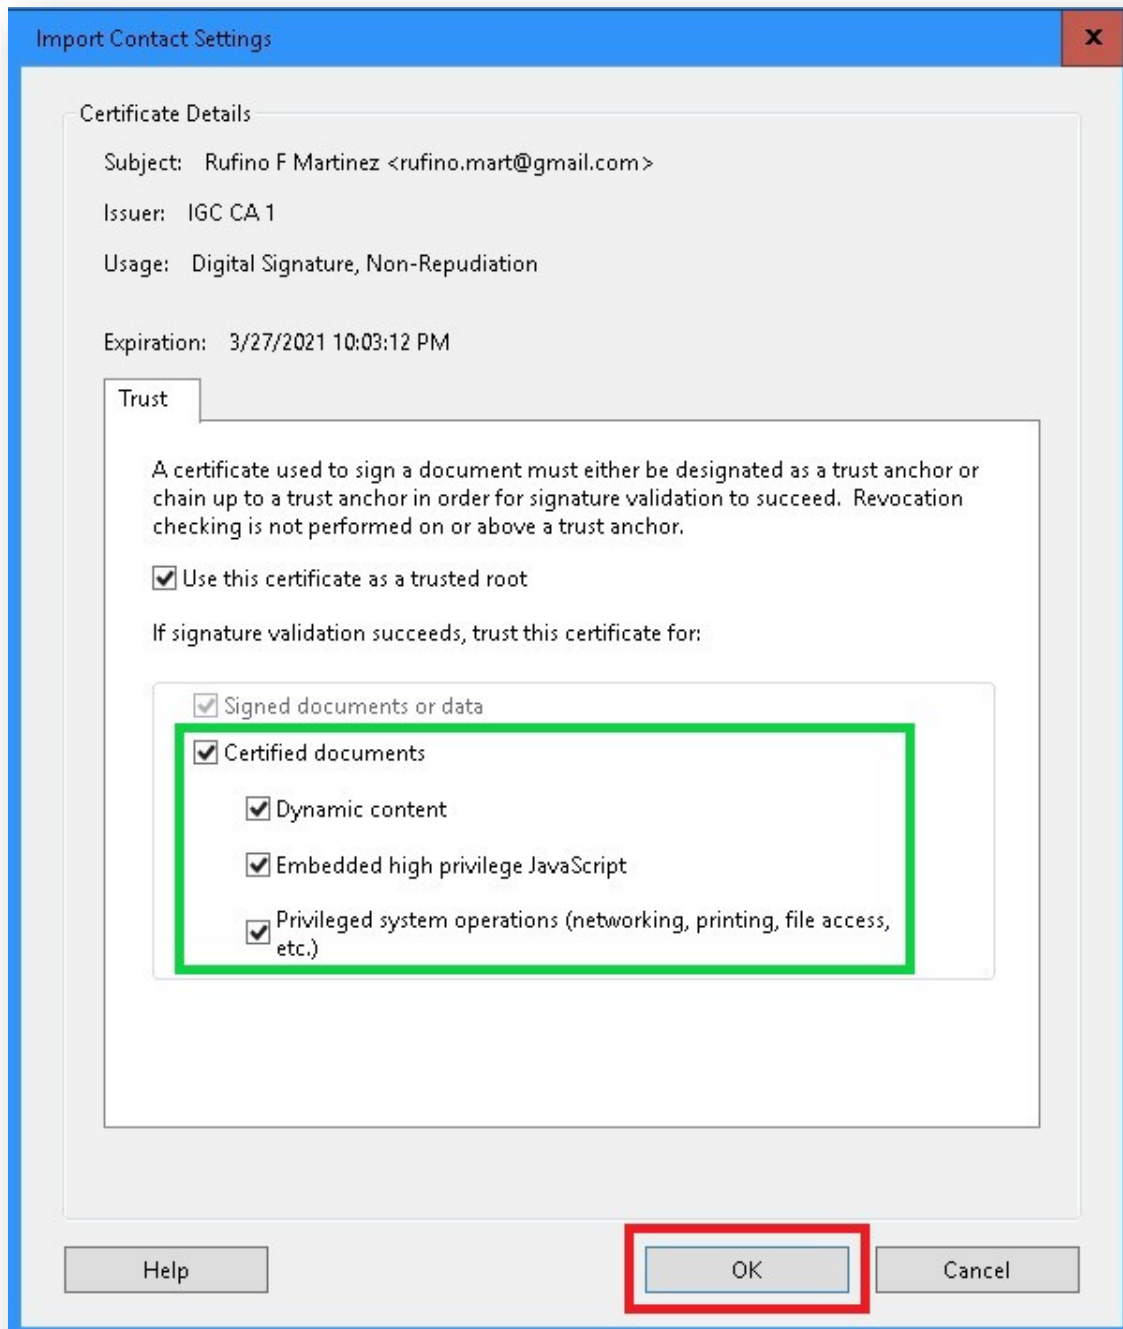 Import Contact Settings
x
Certificate Details
Subject: Rufino F Martinez <rufino.mart@gmail.com>
Issuer: IGC CA 1
Usage: Digital Signature, Non-Repudiation
Expiration: 3/27/2021 10:03:12 PM
Trust
A certificate used to sign a document must either be designated as a trust anchor or
chain up to a trust anchor in order for signature validation to succeed. Revocation
checking is not performed on or above a trust anchor.
Use this certificate as a trusted root
If signature validation succeeds, trust this certificate for:
Signed documents or data
Certified documents
Dynamic content
Embedded high privilege JavaScript
Privileged system operations (networking, printing, file access,
etc.)
Help
OK
Cancel